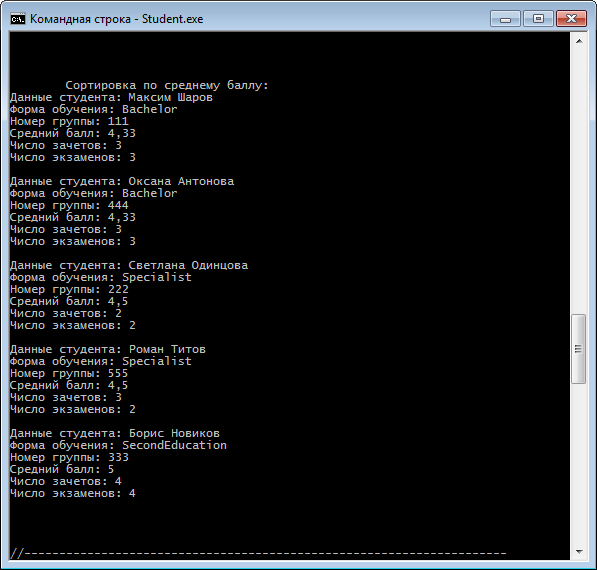 Командная строка - Student.exe
Сортировка по среднему баллу:
Данные студента: Максим Шаров
Форма обучения: Bachelor
Номер группы: 111
Средний балл: 4,33
Число зачетов: 3
Число экзаменов: 3
Данные студента: Оксана Антонова
Форма обучения: Bachelor
Номер группы: 444
Средний балл: 4,33
Число зачетов: 3
Число экзаменов: 3
Данные студента: Светлана Одинцова
Форма обучения: Specialist
Номер группы: 222
Средний балл: 4,5
Число зачетов: 2
Число экзаменов: 2
Данные студента: Роман Титов
Форма обучения: Specialist
Номер группы: 555
Средний балл: 4,5
Число зачетов: 3
Число экзаменов: 2
Данные студента: Борис Новиков
Форма обучения: SecondEducation
Номер группы: 333
Средний балл: 5
Число зачетов: 4
Число экзаменов: 4
//---------------------------------------------------------------------